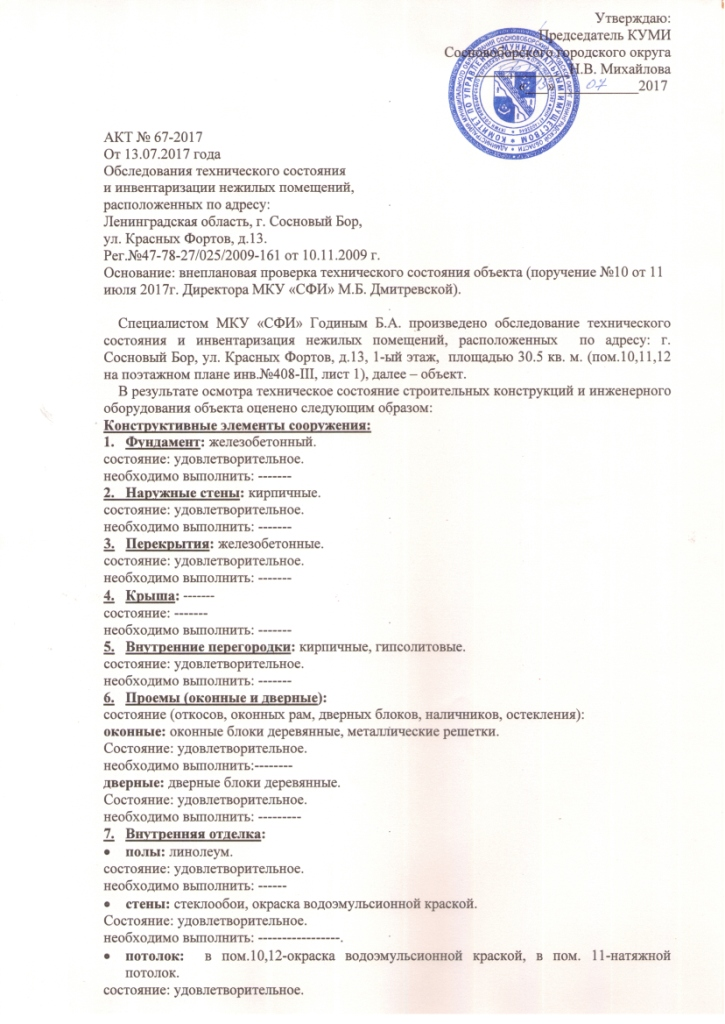 Утверждаю:
Председатель КУМИ
Сосновоборского городского округа
Н.В. Михайлова
07 2017
АКТ № 67-2017
От 13.07.2017 года
Обследования технического состояния
и инвентаризации нежилых помещений,
расположенных по адресу:
Ленинградская область, г. Сосновый Бор,
ул. Красных Фортов, д.13.
Рег.№47-78-27/025/2009-161 от 10.11.2009 г.
Основание: внеплановая проверка технического состояния объекта (поручение №10 от 11
июля 2017г. Директора МКУ «СФИ» М.Б. Дмитревской).
Специалистом МКУ «СФИ» Годиным Б.А. произведено обследование технического
состояния и инвентаризация нежилых помещений, расположенных по адресу: г.
Сосновый Бор, ул. Красных Фортов, д.13, 1-ый этаж, площадью 30.5 кв. м. (пом.10,11,12
на поэтажном плане инв.№408-III, лист 1), далее – объект.
В результате осмотра техническое состояние строительных конструкций и инженерного
оборудования объекта оценено следующим образом:
Конструктивные элементы сооружения:
1. Фундамент: железобетонный.
состояние: удовлетворительное.
необходимо выполнить: -------
2. Наружные стены: кирпичные.
состояние: удовлетворительное.
необходимо выполнить: -------
3. Перекрытия: железобетонные.
состояние: удовлетворительное.
необходимо выполнить: -------
4. Крыша: -------
состояние: -------
необходимо выполнить: -------
5. Внутренние перегородки: кирпичные, гипсолитовые.
состояние: удовлетворительное.
необходимо выполнить: -------
6. Проемы (оконные и дверные):
состояние (откосов, оконных рам, дверных блоков, наличников, остекления):
оконные: оконные блоки деревянные, металлические решетки.
Состояние: удовлетворительное.
необходимо выполнить:--------
дверные: дверные блоки деревянные.
Состояние: удовлетворительное.
необходимо выполнить: ---------
7. Внутренняя отделка:
• полы: линолеум.
состояние: удовлетворительное.
необходимо выполнить: ------
• стены: стеклообои, окраска водоэмульсионной краской.
Состояние: удовлетворительное.
необходимо выполнить: -----------------.
• потолок: в пом.10,12-окраска водоэмульсионной краской, в пом. 11-натяжной
потолок.
состояние: удовлетворительное.